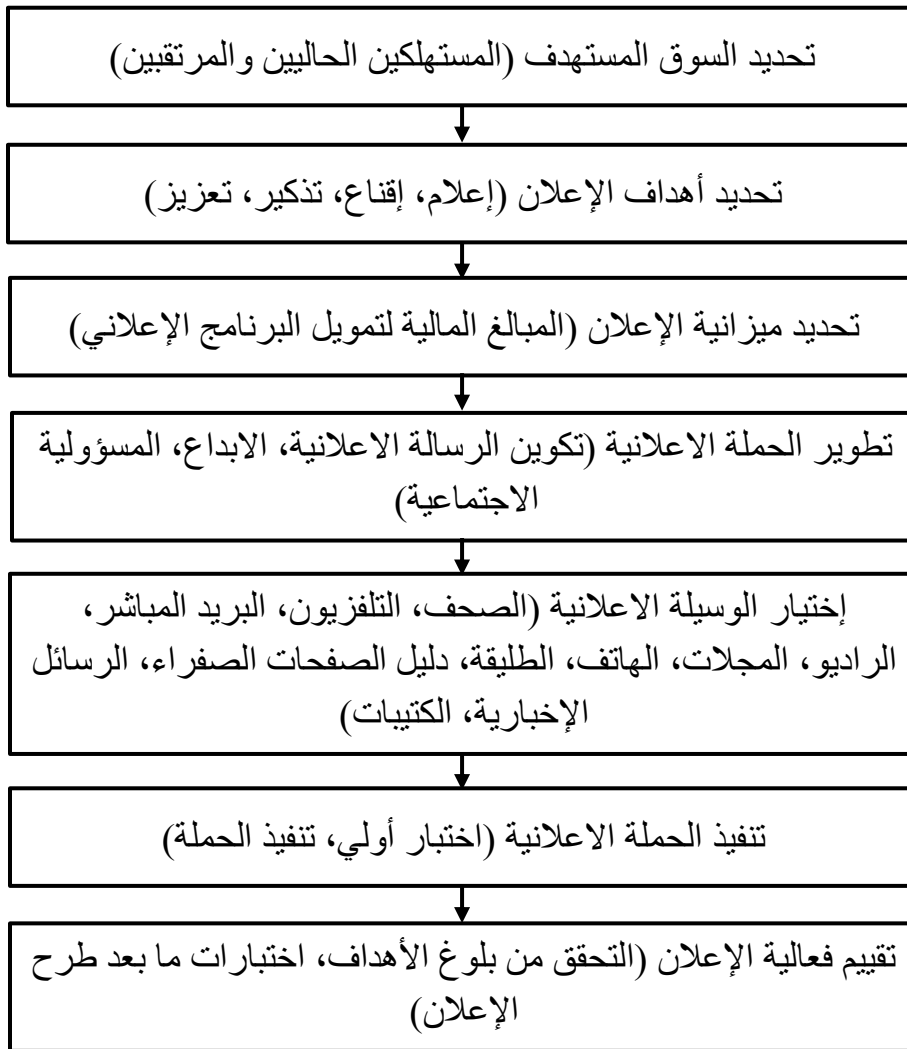 تحديد السوق المستهدف (المستهلكين الحاليين والمرتقبين)
تحديد أهداف الإعلان (إعلام، إقناع، تذكير، تعزيز)
تحديد ميزانية الإعلان (المبالغ المالية لتمويل البرنامج الإعلاني)
تطوير الحملة الاعلانية (تكوين الرسالة الاعلانية، الابداع، المسؤولية
الاجتماعية)
إختيار الوسيلة الاعلانية (الصحف، التلفزيون، البريد المباشر،
الراديو، المجلات، الهاتف، الطليقة، دليل الصفحات الصفراء، الرسائل
الإخبارية، الكتيبات)
تنفيذ الحملة الاعلانية (اختبار أولي، تنفيذ الحملة)
تقييم فعالية الإعلان (التحقق من بلوغ الأهداف، اختبارات ما بعد طرح
الإعلان)